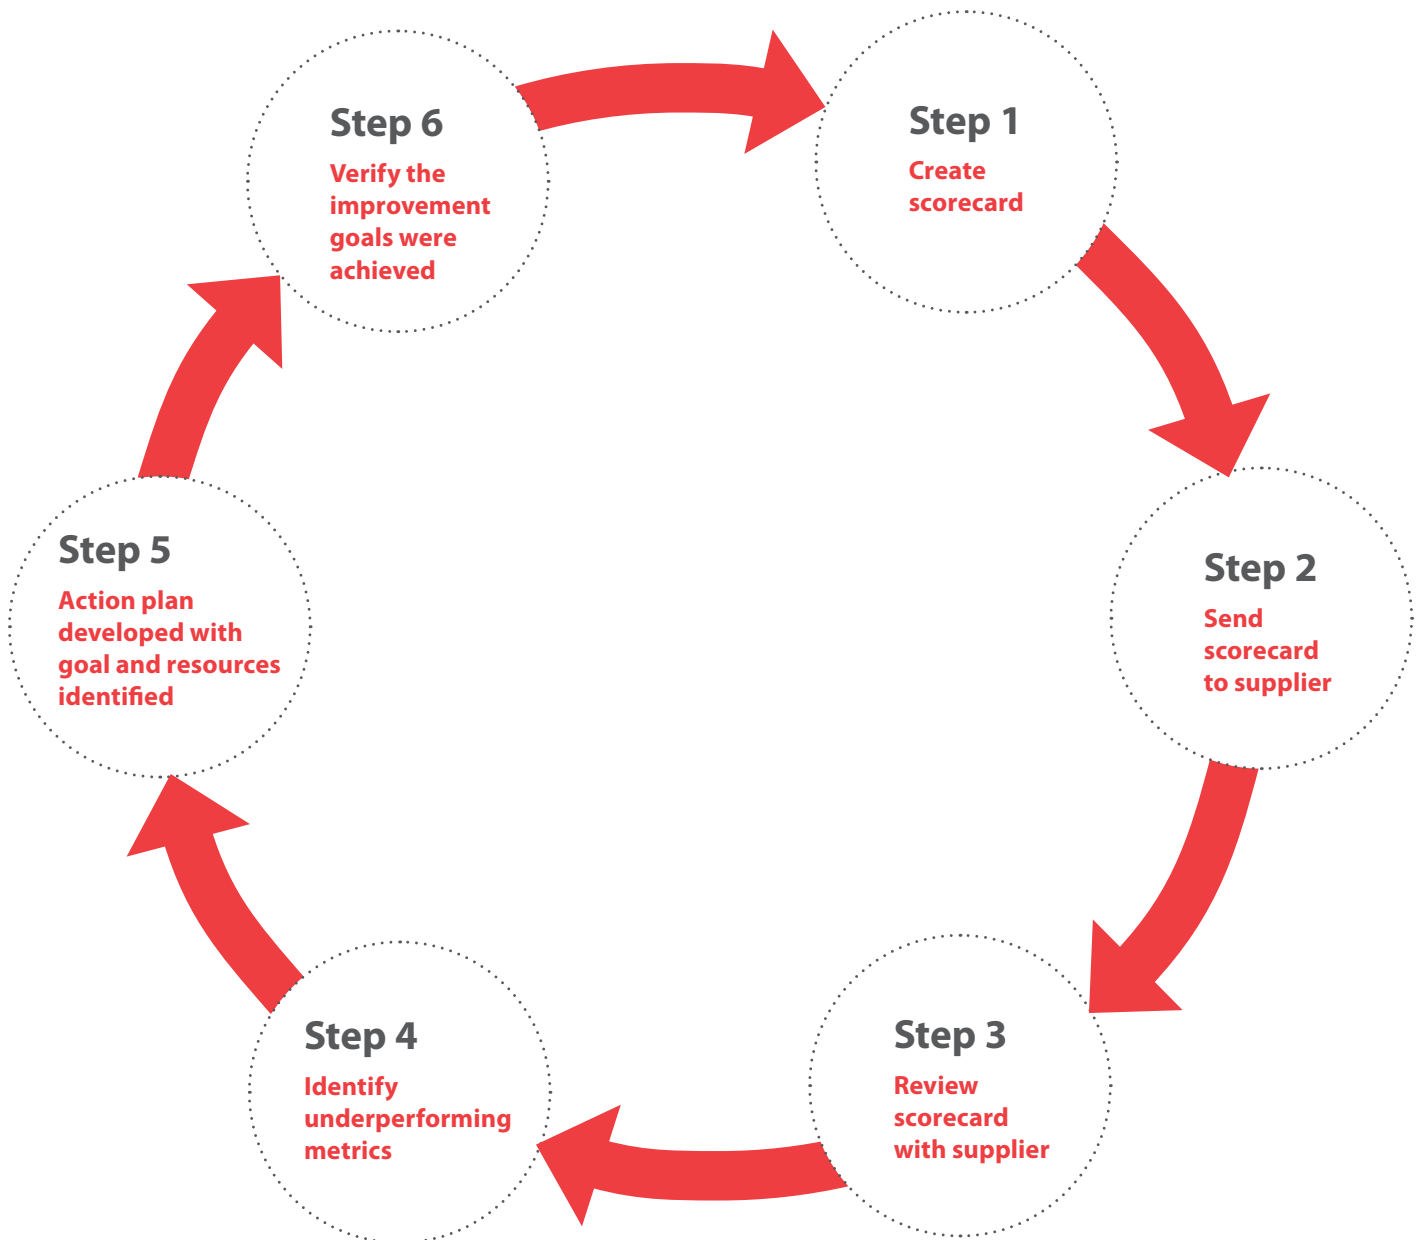 Step 1
Create
scorecard
Step 2
Send
scorecard
to supplier
Step 3
Review
scorecard
with supplier
Step 4
Identify
underperforming
metrics
Step 5
Action plan
developed with
goal and resources
identified
Step 6
Verify the
improvement
goals were
achieved